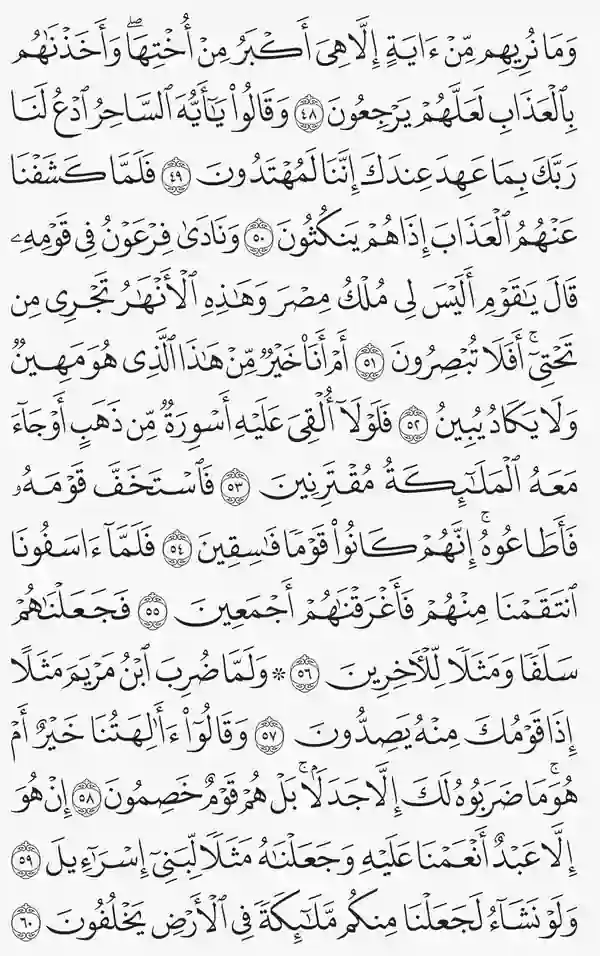 وَمَا نُرِيهِم مِّنْ ءَايَةٍ إِلَّا هِىَ أَكْبَرُ مِنْ أُخْتِهَا ۖ وَأَخَذْنَٰهُم
بِٱلْعَذَابِ لَعَلَّهُمْ يَرْجِعُونَ ٤٨ وَقَالُوا۟ يَٰٓأَيُّهَ ٱلسَّاحِرُ ٱدْعُ لَنَا
رَبَّكَ بِمَا عَهِدَ عِندَكَ إِنَّنَا لَمُهْتَدُونَ ٤٩ فَلَمَّا كَشَفْنَا
عَنْهُمُ ٱلْعَذَابَ إِذَا هُمْ يَنكُثُونَ ٥٠ وَنَادَىٰ فِرْعَوْنُ فِى قَوْمِهِۦ
قَالَ يَٰقَوْمِ أَلَيْسَ لِى مُلْكُ مِصْرَ وَهَٰذِهِ ٱلْأَنْهَٰرُ تَجْرِى مِن
تَحْتِىٓ ۖ أَفَلَا تُبْصِرُونَ ٥١ أَمْ أَنَا۠ خَيْرٌ مِّنْ هَٰذَا ٱلَّذِى هُوَ مَهِينٌ
وَلَا يَكَادُ يُبِينُ ٥٢ فَلَوْلَآ أُلْقِىَ عَلَيْهِ أَسْوِرَةٌ مِّن ذَهَبٍ أَوْ جَآءَ
مَعَهُ ٱلْمَلَٰٓئِكَةُ مُقْتَرِنِينَ ٥٣ فَٱسْتَخَفَّ قَوْمَهُۥ
فَأَطَاعُوهُ ۚ إِنَّهُمْ كَانُوا۟ قَوْمًا فَٰسِقِينَ ٥٤ فَلَمَّآ ءَاسَفُونَا
ٱنتَقَمْنَا مِنْهُمْ فَأَغْرَقْنَٰهُمْ أَجْمَعِينَ ٥٥ فَجَعَلْنَٰهُمْ
سَلَفًا وَمَثَلًا لِّلْـَٔاخِرِينَ ٥٦ * وَلَمَّا ضُرِبَ ٱبْنُ مَرْيَمَ مَثَلًا
إِذَا قَوْمُكَ مِنْهُ يَصِدُّونَ ٥٧ وَقَالُوٓا۟ ءَأَٰلِهَتُنَا خَيْرٌ أَمْ
هُوَ ۚ مَا ضَرَبُوهُ لَكَ إِلَّا جَدَلًۢا ۚ بَلْ هُمْ قَوْمٌ خَصِمُونَ ٥٨ إِنْ هُوَ
إِلَّا عَبْدٌ أَنْعَمْنَا عَلَيْهِ وَجَعَلْنَٰهُ مَثَلًا لِّبَنِىٓ إِسْرَٰٓءِيلَ ٥٩
وَلَوْ نَشَآءُ لَجَعَلْنَا مِنكُم مَّلَٰٓئِكَةً فِى ٱلْأَرْضِ يَخْلُفُونَ ٦٠